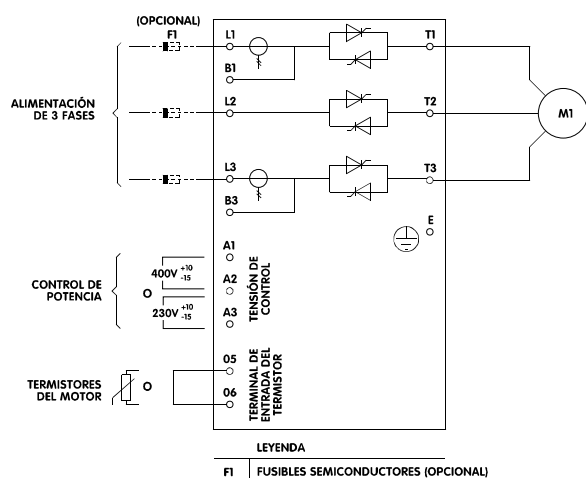 (OPCIONAL)
F1
L1
T1
B1
ALIMENTACIÓN
DE 3 FASES
L2
T2
M1
L3
T3
B3
E
A1
400V +10
-15
CONTROL DE
POTENCIA
O
A2
230V +10
-15
A3
TENSIÓN DE
CONTROL
05
TERMISTORES
DEL MOTOR
O
06
TERMINAL DE
ENTRADA DEL
TERMISTOR
LEYENDA
F1 FUSIBLES SEMICONDUCTORES (OPCIONAL)